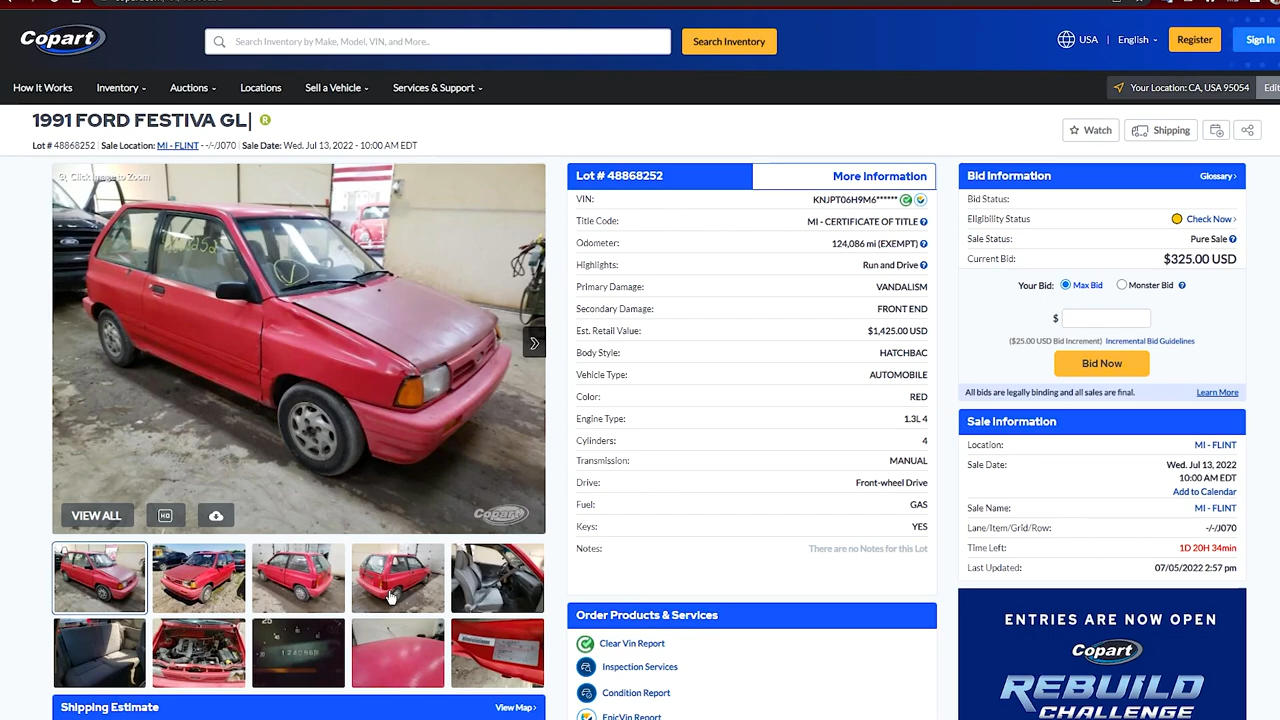 Copart
Search Inventory by Make, Model, VIN, and More..
Search Inventory
USA
English
Register
Sign In
How It Works
Inventory
Auctions
Locations
Sell a Vehicle
Services & Support
Your Location: CA, USA 95054
Edit
1991 FORD FESTIVA GL|
R
Watch
Shipping
Lot # 48868252 | Sale Location: MI - FLINT - -/-/J070 | Sale Date: Wed. Jul 13, 2022 - 10:00 AM EDT
Click Image to Zoom
VIEW ALL
HD
Copart
Shipping Estimate
View Map
Lot # 48868252
More Information
VIN: KNJPT06H9M6******
Title Code: MI - CERTIFICATE OF TITLE
Odometer: 124,086 mi (EXEMPT)
Highlights: Run and Drive
Primary Damage: VANDALISM
Secondary Damage: FRONT END
Est. Retail Value: $1,425.00 USD
Body Style: HATCHBAC
Vehicle Type: AUTOMOBILE
Color: RED
Engine Type: 1.3L 4
Cylinders: 4
Transmission: MANUAL
Drive: Front-wheel Drive
Fuel: GAS
Keys: YES
Notes: There are no Notes for this Lot
Order Products & Services
Clear Vin Report
Inspection Services
Condition Report
EpicVin Report
Bid Information
Glossary
Bid Status:
Eligibility Status Check Now
Sale Status: Pure Sale
Current Bid: $325.00 USD
Your Bid: Max Bid Monster Bid
$
($25.00 USD Bid Increment) Incremental Bid Guidelines
Bid Now
All bids are legally binding and all sales are final. Learn More
Sale Information
Location: MI - FLINT
Sale Date: Wed. Jul 13, 2022
10:00 AM EDT
Add to Calendar
Sale Name: MI - FLINT
Lane/Item/Grid/Row: -/-/J070
Time Left: 1D 20H 34min
Last Updated: 07/05/2022 2:57 pm
ENTRIES ARE NOW OPEN
Copart
REBUILD
CHALLENGE